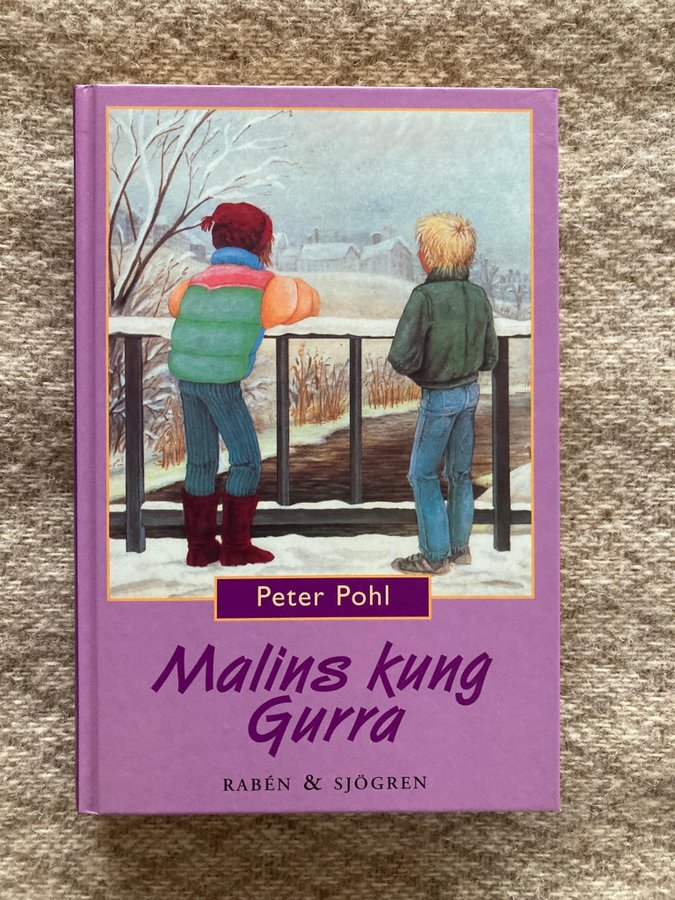 Peter Pohl
Malins kung
Gurra
RABÉN & SJÖGREN